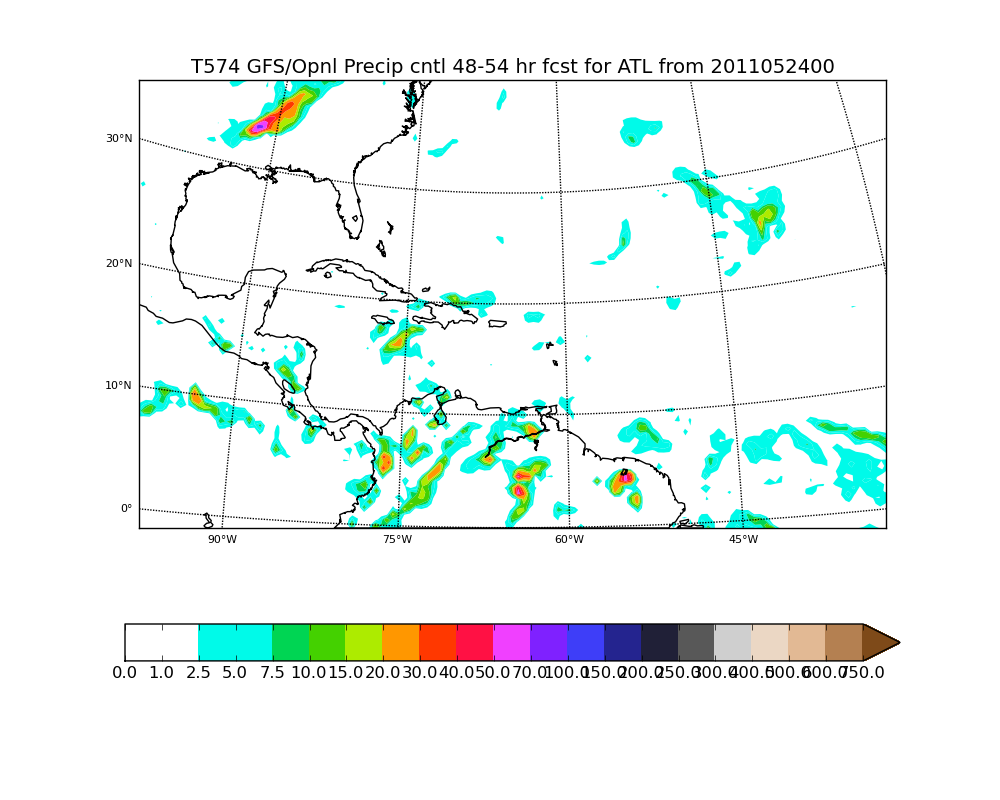 T574 GFS/Opnl Precip cntl 48-54 hr fcst for ATL from 2011052400
30°N
20°N
10°N
0°
90°W 75°W 60°W 45°W
0.0 1.0 2.5 5.0 7.5 10.0 15.0 20.0 30.0 40.0 50.0 70.0 100.0 150.0 200.0 250.0 300.0 400.0 500.0 600.0 750.0